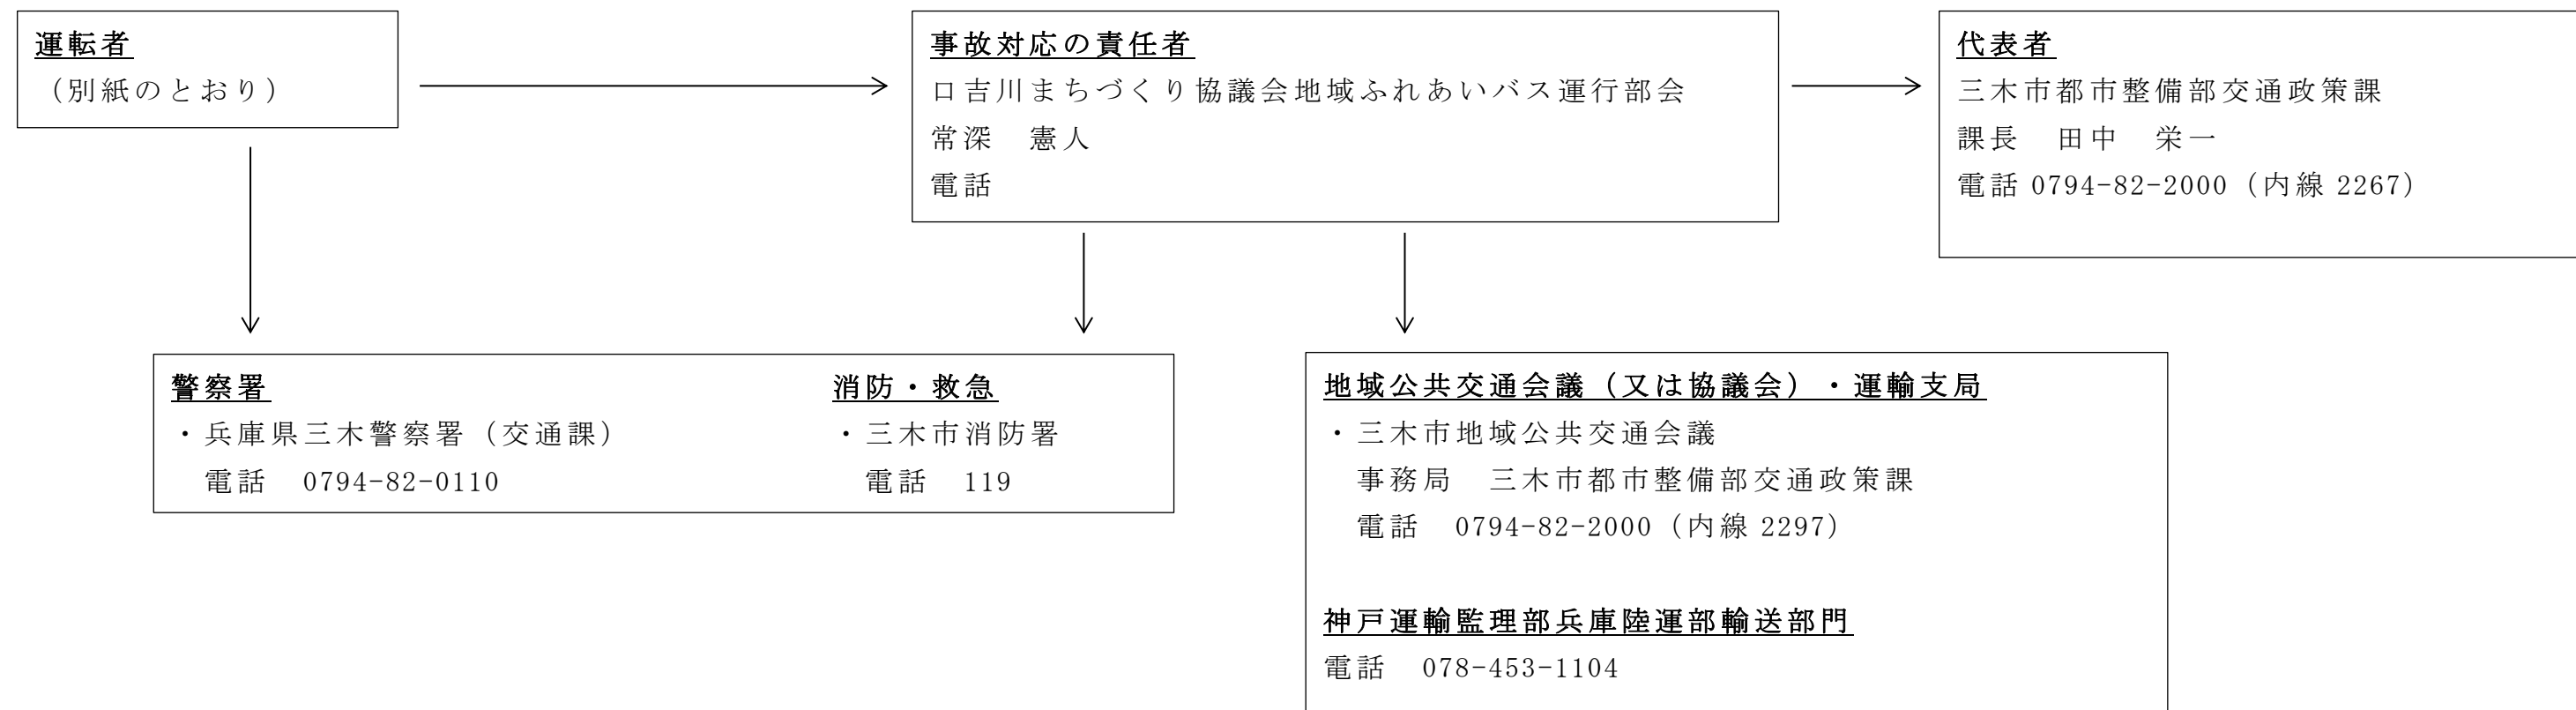 運転者
（別紙のとおり）
事故対応の責任者
口吉川まちづくり協議会地域ふれあいバス運行部会
常深　憲人
電話
代表者
三木市都市整備部交通政策課
課長　田中　栄一
電話 0794-82-2000（内線 2267）
警察署
・兵庫県三木警察署（交通課）
電話　0794-82-0110
消防・救急
・三木市消防署
電話　119
地域公共交通会議（又は協議会）・運輸支局
・三木市地域公共交通会議
事務局　三木市都市整備部交通政策課
電話　0794-82-2000（内線 2297）
神戸運輸監理部兵庫陸運部輸送部門
電話　078-453-1104